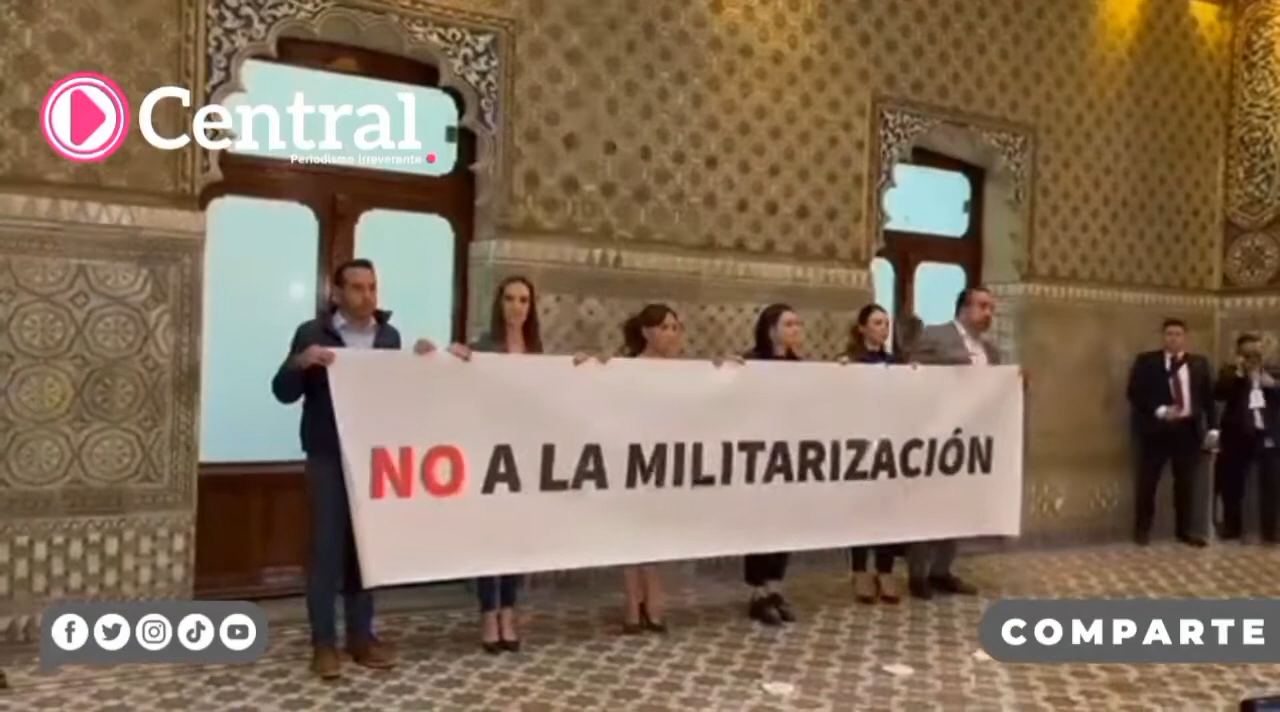 Central
Periodismo Irreverente
NO A LA MILITARIZACIÓN
COMPARTE